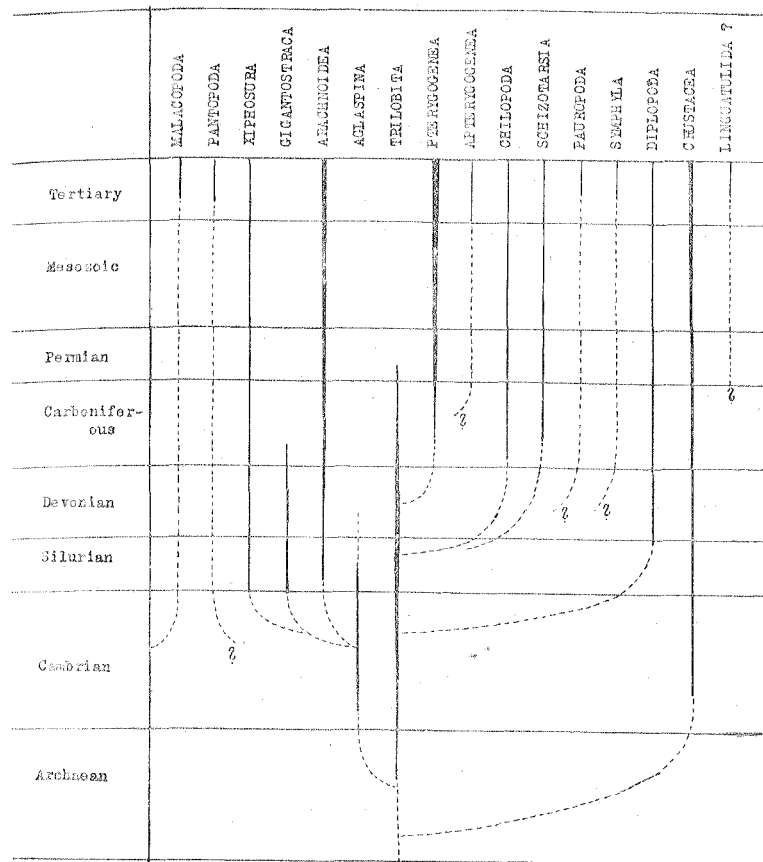 MALACOPODA
PANTOPODA
XIPHOSURA
GIGANTOSTRACA
ARACHNOIDEA
AGLASPINA
TRILOBITA
PTERYGOGENEA
APTERYGOGENEA
CHILOPODA
SCHIZOTARSIA
PAUROPODA
SYMPHYLA
DIPLOPODA
CRUSTACEA
LINGUATULIDA ?
Tertiary
Mesozoic
Permian
?
Carbonifer-
ous
?
Devonian
? ?
Silurian
?
Cambrian
Archaean